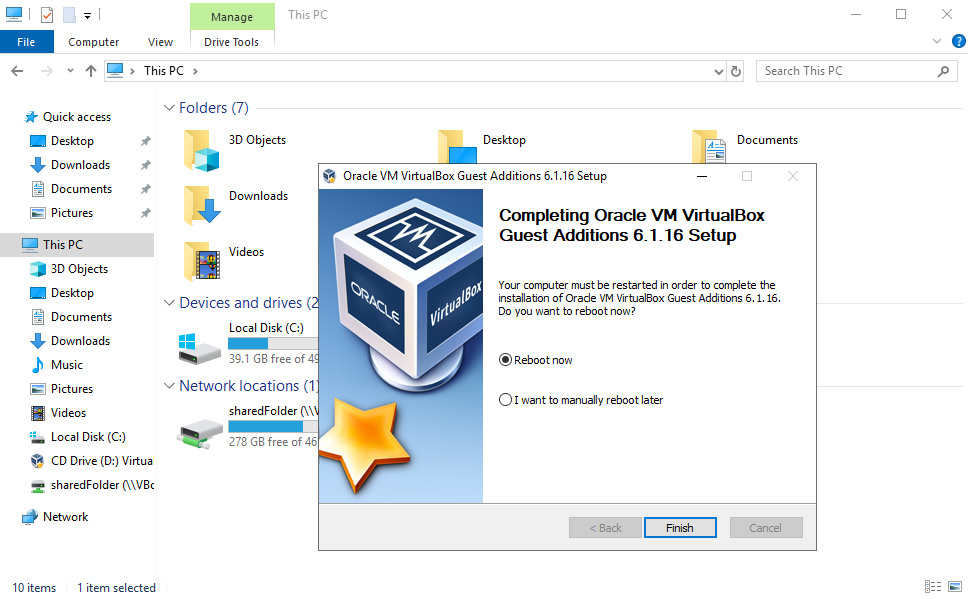 Manage
This PC
File
Computer
View
Drive Tools
This PC
Search This PC
Quick access
Desktop
Downloads
Documents
Pictures
This PC
3D Objects
Desktop
Documents
Downloads
Music
Pictures
Videos
Local Disk (C:)
CD Drive (D:) Virtua
sharedFolder (\\VBo
Network
Folders (7)
3D Objects
Desktop
Documents
Downloads
Videos
Devices and drives (2
Local Disk (C:)
39.1 GB free of 49
Network locations (1)
sharedFolder (\\V
278 GB free of 46
Oracle VM VirtualBox Guest Additions 6.1.16 Setup
ORACLE
VirtualBox
Completing Oracle VM VirtualBox
Guest Additions 6.1.16 Setup
Your computer must be restarted in order to complete the
installation of Oracle VM VirtualBox Guest Additions 6.1.16.
Do you want to reboot now?
Reboot now
I want to manually reboot later
< Back
Finish
Cancel
10 items
1 item selected